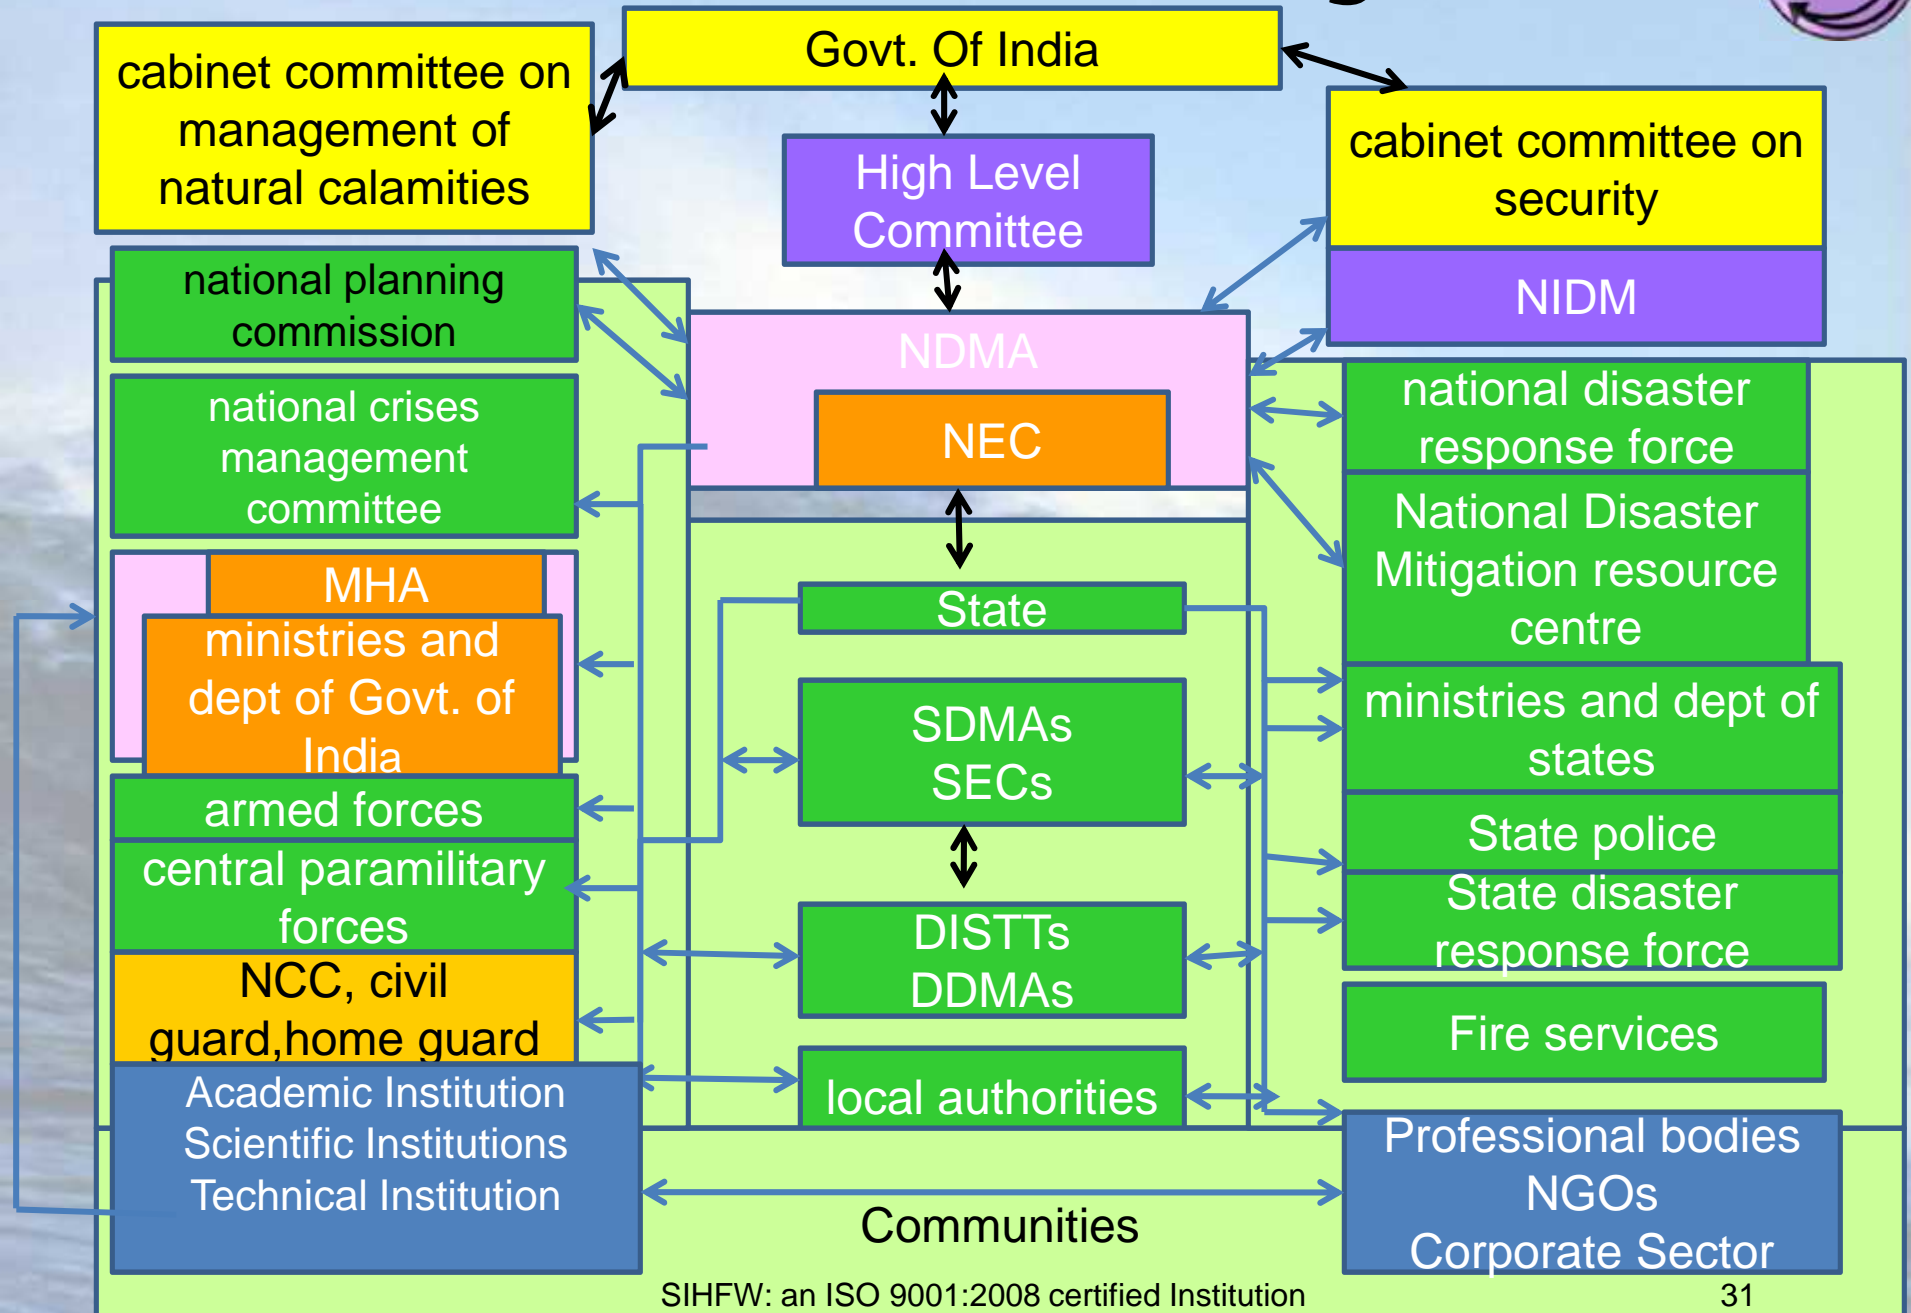 Govt. Of India
cabinet committee on
management of
natural calamities
High Level
Committee
cabinet committee on
security
NIDM
national planning
commission
NDMA
NEC
national crises
management
committee
national disaster
response force
National Disaster
Mitigation resource
centre
MHA
ministries and
dept of Govt. of
India
State
ministries and dept of
states
SDMAs
SECs
armed forces
State police
central paramilitary
forces
State disaster
response force
DISTTs
DDMAs
NCC, civil
guard,home guard
Fire services
local authorities
Academic Institution
Scientific Institutions
Technical Institution
Professional bodies
NGOs
Corporate Sector
Communities
SIHFW: an ISO 9001:2008 certified Institution
31